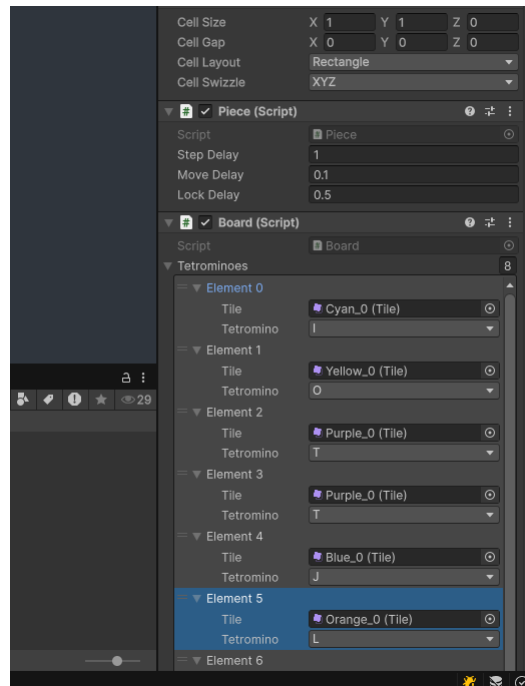 Cell Size X 1 Y 1 Z 0
Cell Gap X 0 Y 0 Z 0
Cell Layout Rectangle
Cell Swizzle XYZ
# Piece (Script)
Script Piece
Step Delay 1
Move Delay 0.1
Lock Delay 0.5
# Board (Script)
Script Board
Tetrominoes 8
Element 0
Tile Cyan_0 (Tile)
Tetromino I
Element 1
Tile Yellow_0 (Tile)
Tetromino O
Element 2
Tile Purple_0 (Tile)
Tetromino T
Element 3
Tile Purple_0 (Tile)
Tetromino T
29
Element 4
Tile Blue_0 (Tile)
Tetromino J
Element 5
Tile Orange_0 (Tile)
Tetromino L
Element 6